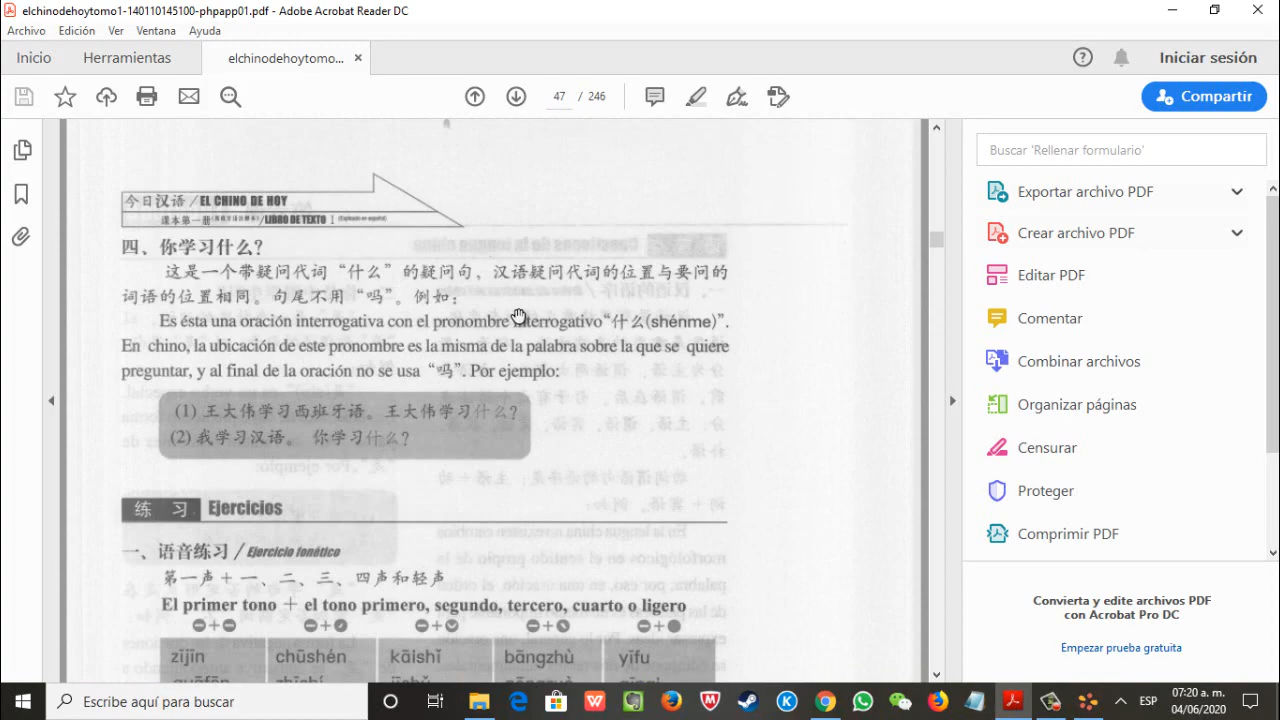 elchinodehoytomo1-140110145100-phpapp01.pdf - Adobe Acrobat Reader DC
Archivo Edición Ver Ventana Ayuda
Inicio Herramientas elchinodehoytomo... Iniciar sesión
47 / 246 Compartir
今日汉语/EL CHINO DE HOY
课本第一册 /LIBRO DE TEXTO I
四、你学习什么?
这是一个带疑问代词“什么”的疑问句，汉语疑问代词的位置与要问的
词语的位置相同。句尾不用“吗”。例如：
Es ésta una oración interrogativa con el pronombre interrogativo “什么(shénme)”.
En chino, la ubicación de este pronombre es la misma de la palabra sobre la que se quiere
preguntar, y al final de la oración no se usa “吗”. Por ejemplo:
(1) 王大伟学习西班牙语。王大伟学习什么?
(2) 我学习汉语。 你学习什么?
练 习 Ejercicios
一、语音练习 / Ejercicio fonético
第一声＋一、二、三、四声和轻声
El primer tono + el tono primero, segundo, tercero, cuarto o ligero
zījīn chūshén kāishǐ bāngzhù yīfu
Buscar 'Rellenar formulario'
Exportar archivo PDF
Crear archivo PDF
Editar PDF
Comentar
Combinar archivos
Organizar páginas
Censurar
Proteger
Comprimir PDF
Convierta y edite archivos PDF
con Acrobat Pro DC
Empezar prueba gratuita
Escribe aquí para buscar
ESP
07:20 a. m.
04/06/2020